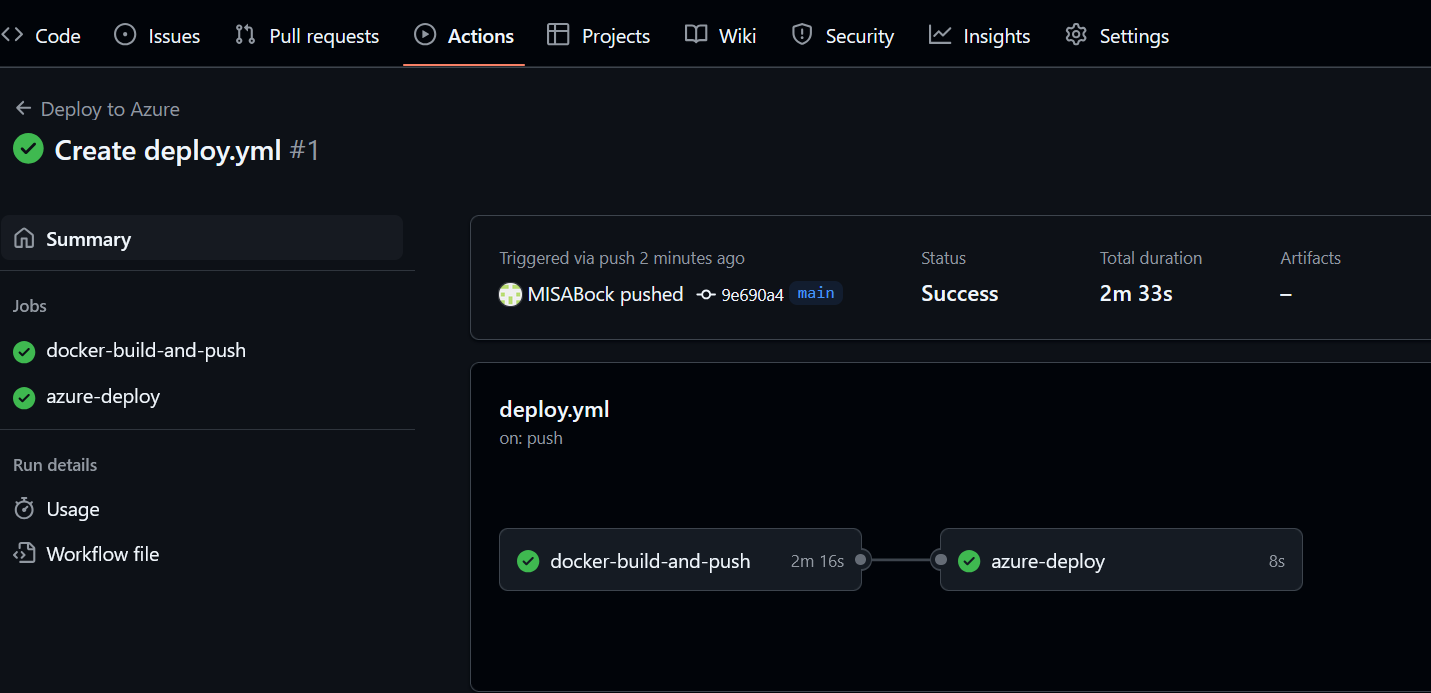 Code Issues Pull requests Actions Projects Wiki Security Insights Settings
Deploy to Azure
Create deploy.yml #1
Summary
Jobs
docker-build-and-push
azure-deploy
Run details
Usage
Workflow file
Triggered via push 2 minutes ago
MISABock pushed 9e690a4 main
Status
Success
Total duration
2m 33s
Artifacts
–
deploy.yml
on: push
docker-build-and-push 2m 16s
azure-deploy 8s